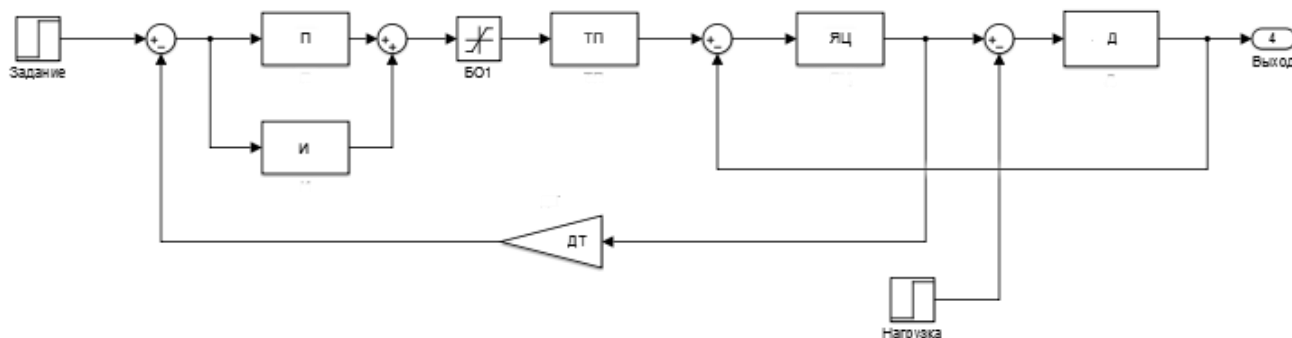 Задание
+
−
П
И
+
+
БО1
ТП
+
−
ЯЦ
+
−
Д
4
Выход
ДТ
Нагрузка